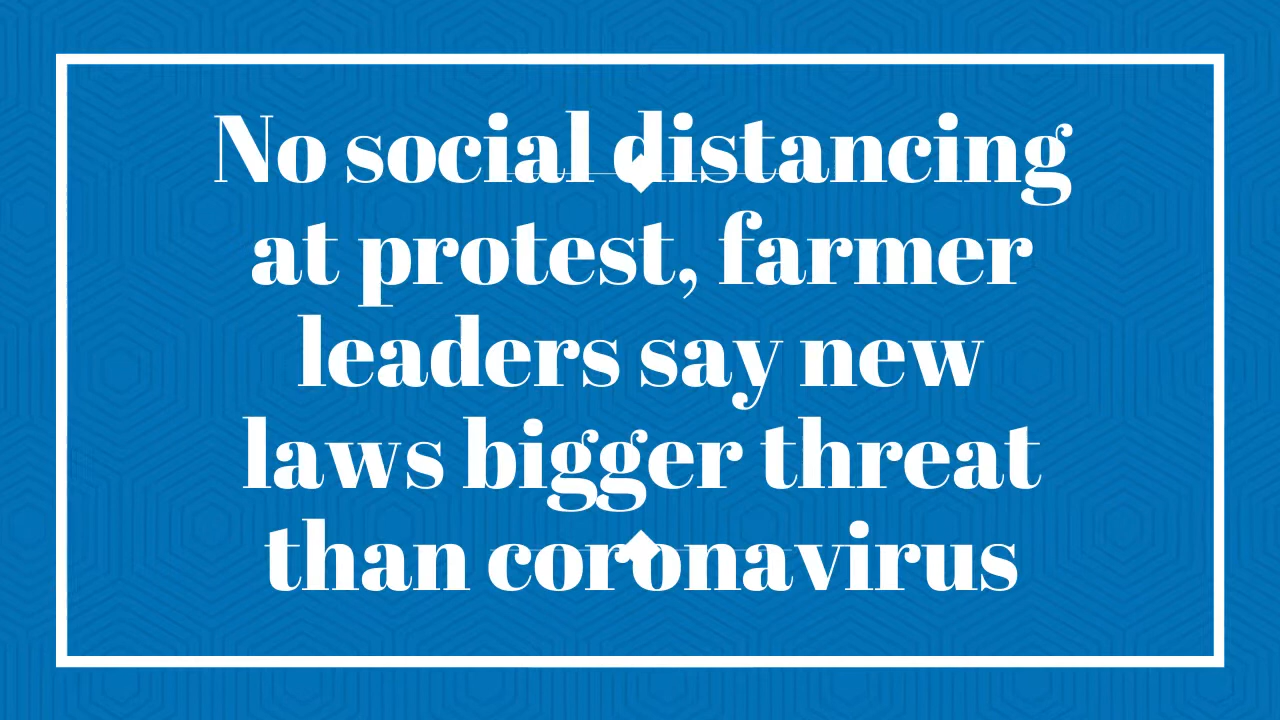 No social distancing
at protest, farmer
leaders say new
laws bigger threat
than coronavirus